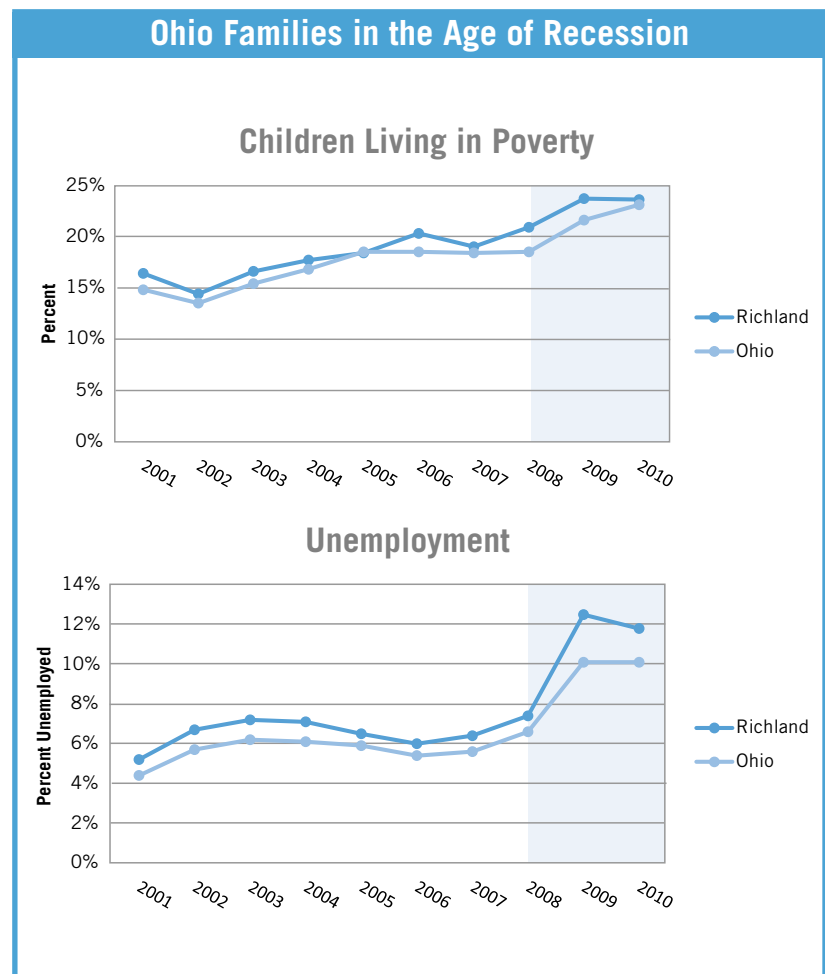 Ohio Families in the Age of Recession
Children Living in Poverty
25%
20%
15%
10%
5%
0%
Percent
2001 2002 2003 2004 2005 2006 2007 2008 2009 2010
Richland
Ohio
Unemployment
14%
12%
10%
8%
6%
4%
2%
0%
Percent Unemployed
2001 2002 2003 2004 2005 2006 2007 2008 2009 2010
Richland
Ohio